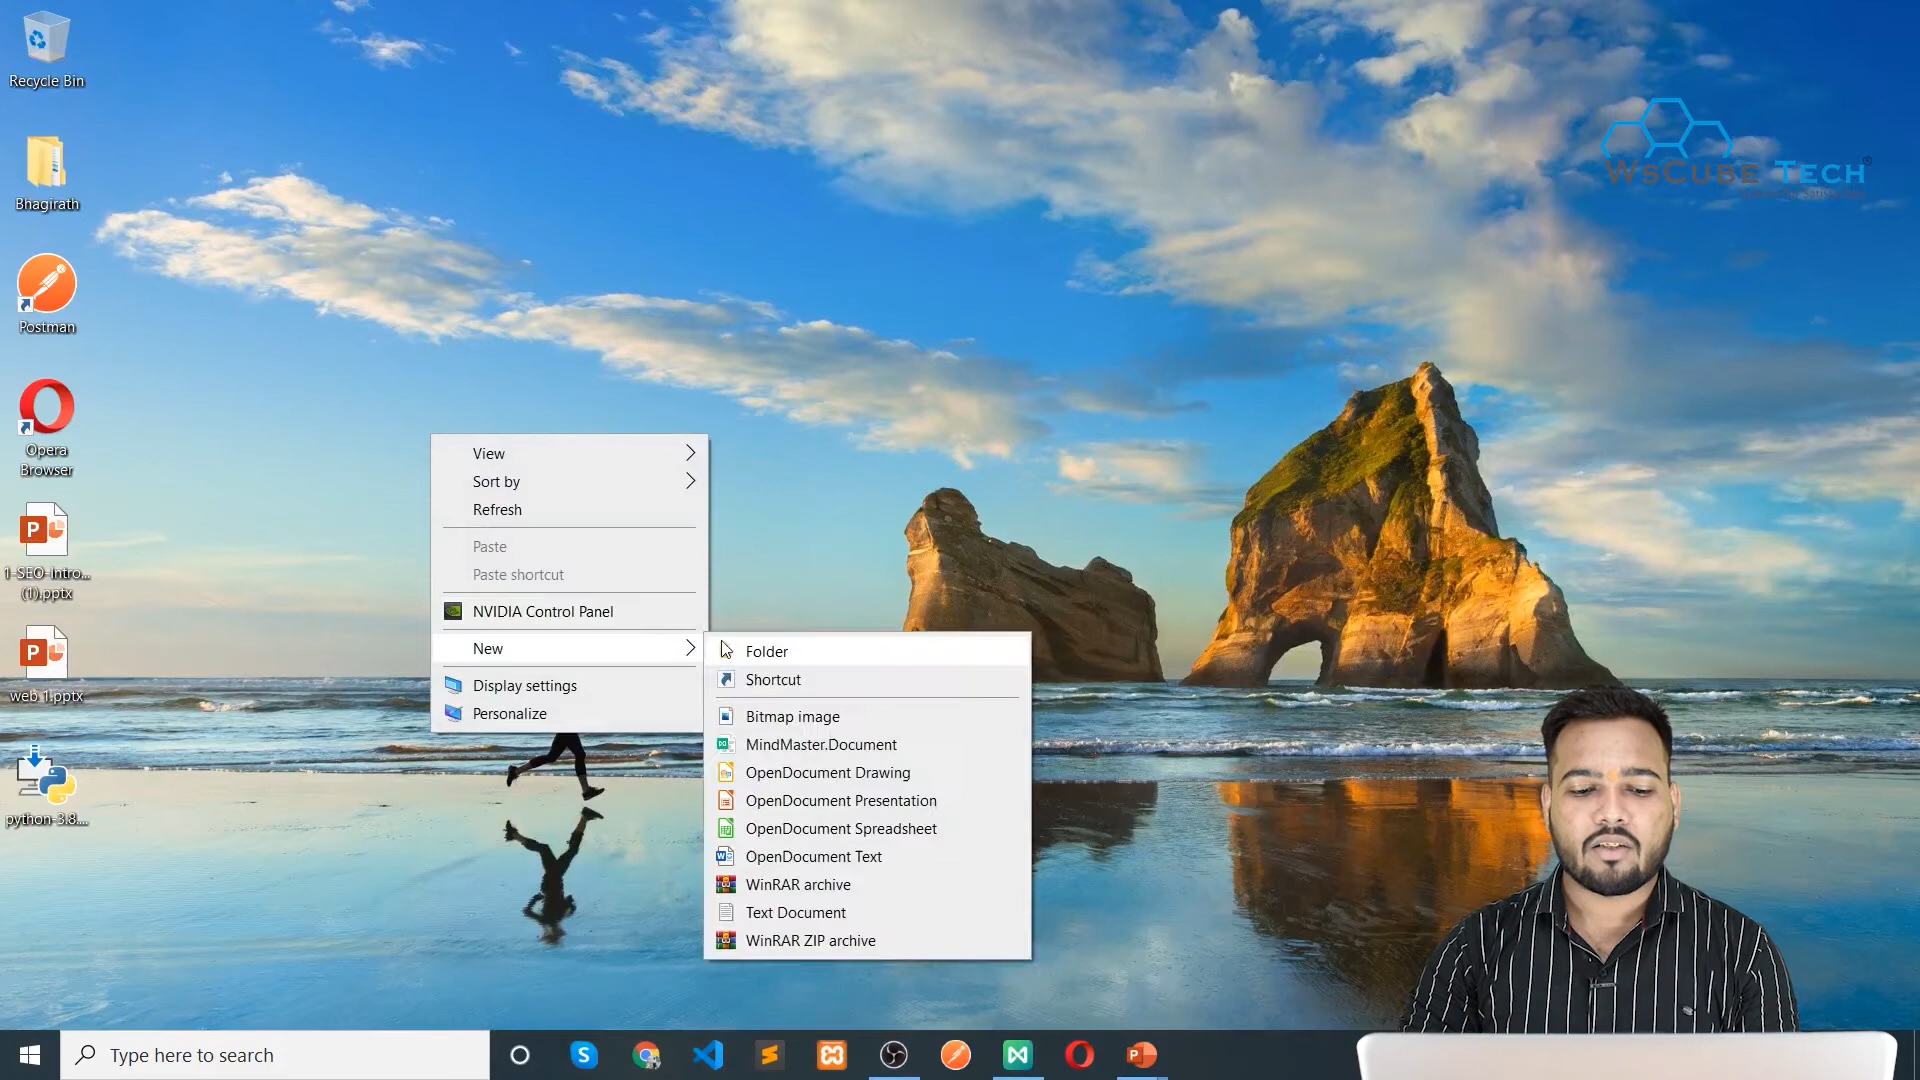 Recycle Bin
Bhagirath
Postman
Opera
Browser
1-SEO-intro...
(1).pptx
web 1.pptx
python-3.8....
WsCube Tech®
View
Sort by
Refresh
Paste
Paste shortcut
NVIDIA Control Panel
New
Display settings
Personalize
Folder
Shortcut
Bitmap image
MindMaster.Document
OpenDocument Drawing
OpenDocument Presentation
OpenDocument Spreadsheet
OpenDocument Text
WinRAR archive
Text Document
WinRAR ZIP archive
Type here to search